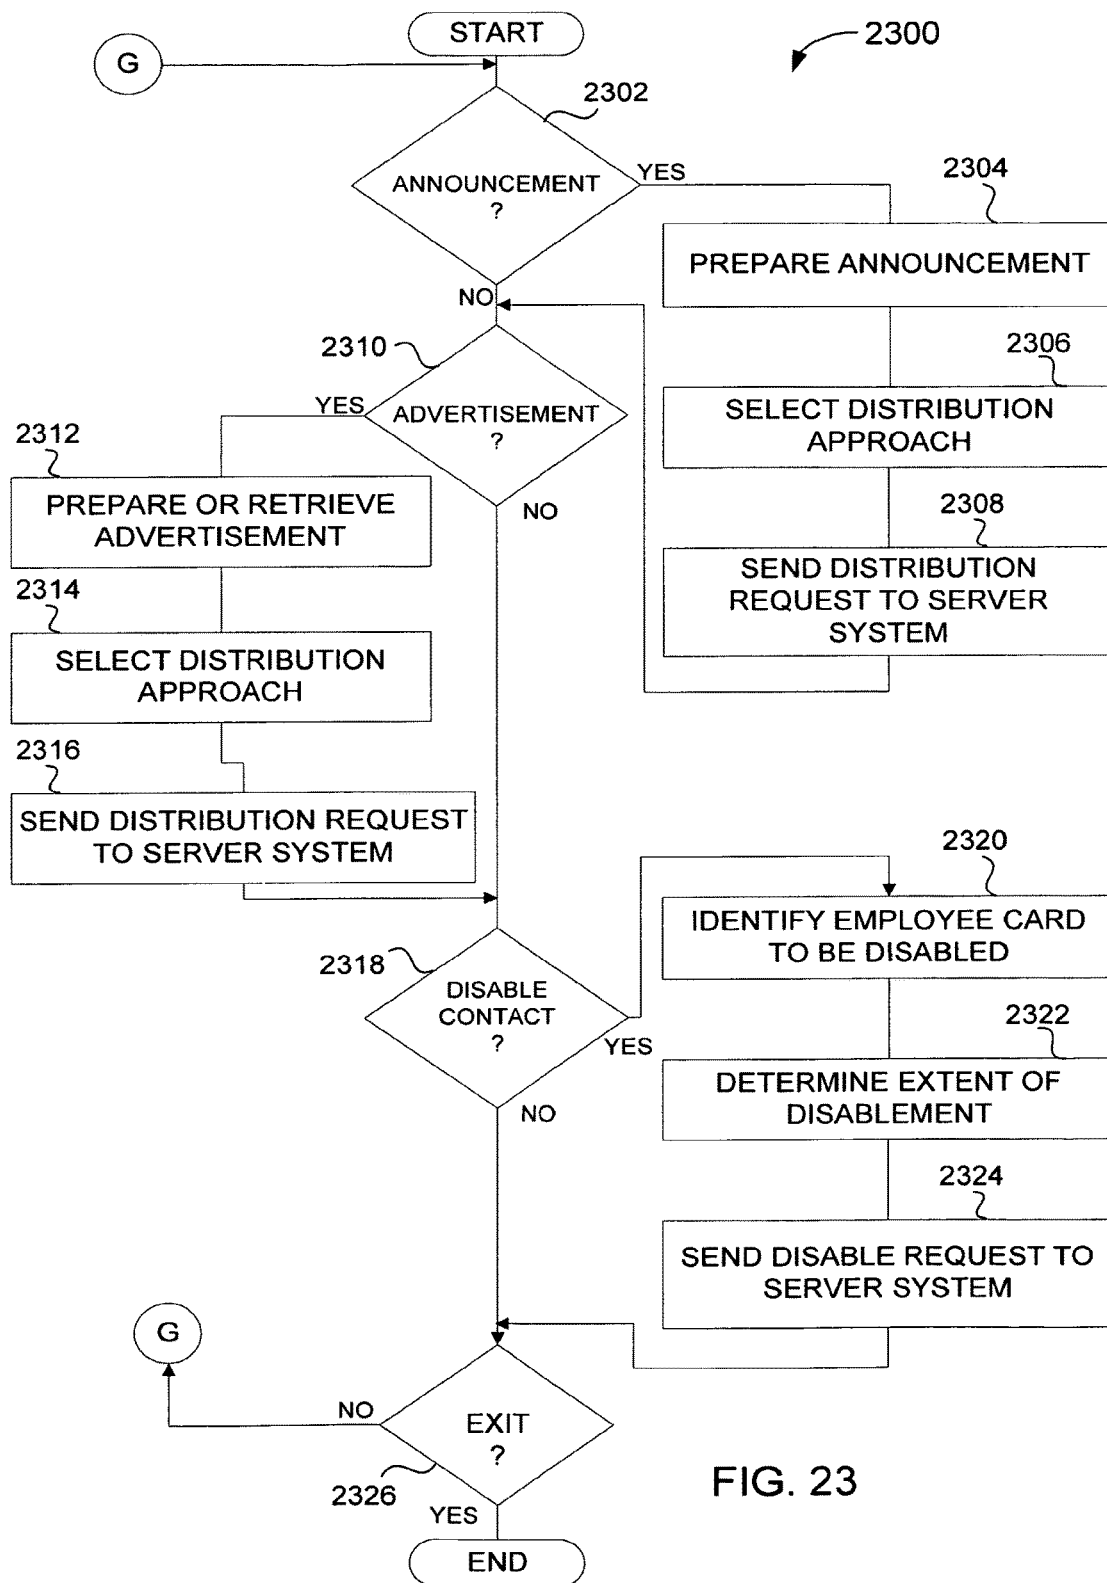 START
2300
G
2302
ANNOUNCEMENT
?
YES
2304
PREPARE ANNOUNCEMENT
NO
2306
SELECT DISTRIBUTION
APPROACH
2310
ADVERTISEMENT
?
YES
NO
2312
PREPARE OR RETRIEVE
ADVERTISEMENT
2308
SEND DISTRIBUTION
REQUEST TO SERVER
SYSTEM
2314
SELECT DISTRIBUTION
APPROACH
2316
SEND DISTRIBUTION REQUEST
TO SERVER SYSTEM
2318
DISABLE
CONTACT
?
YES
NO
2320
IDENTIFY EMPLOYEE CARD
TO BE DISABLED
2322
DETERMINE EXTENT OF
DISABLEMENT
2324
SEND DISABLE REQUEST TO
SERVER SYSTEM
G
NO
EXIT
?
2326
YES
END
FIG. 23